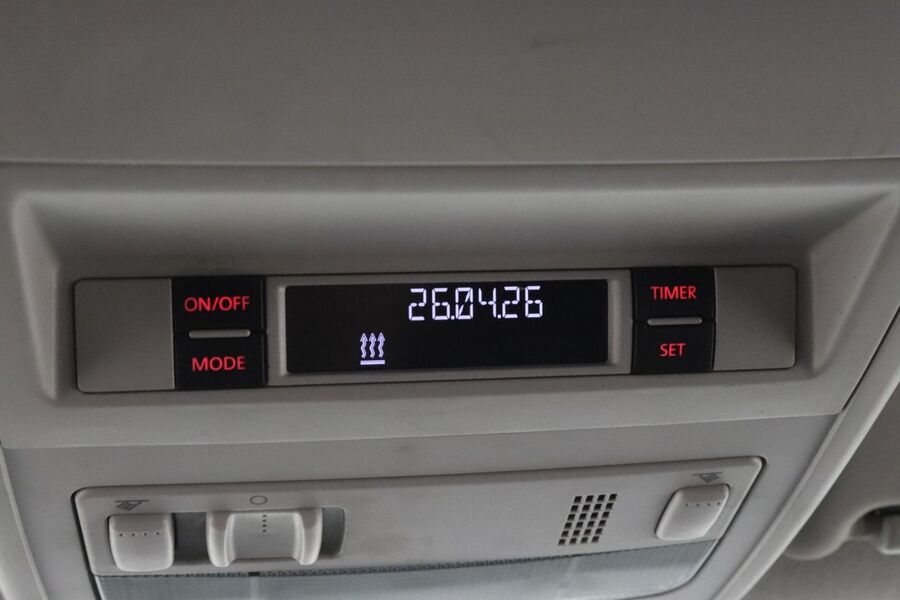 ON/OFF
MODE
26.04.26
TIMER
SET